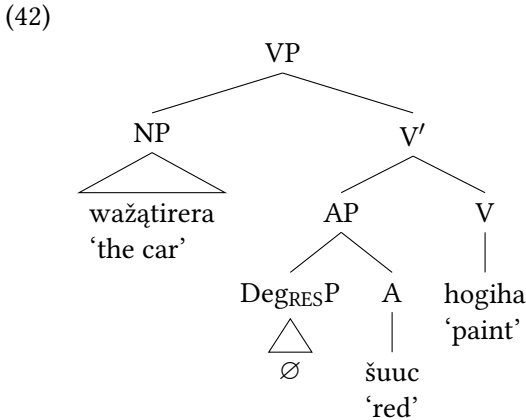 (42)
VP
NP V′
wažątirera
‘the car’
AP V
Deg_RES P A hogiha
‘paint’
∅ šuuc
‘red’